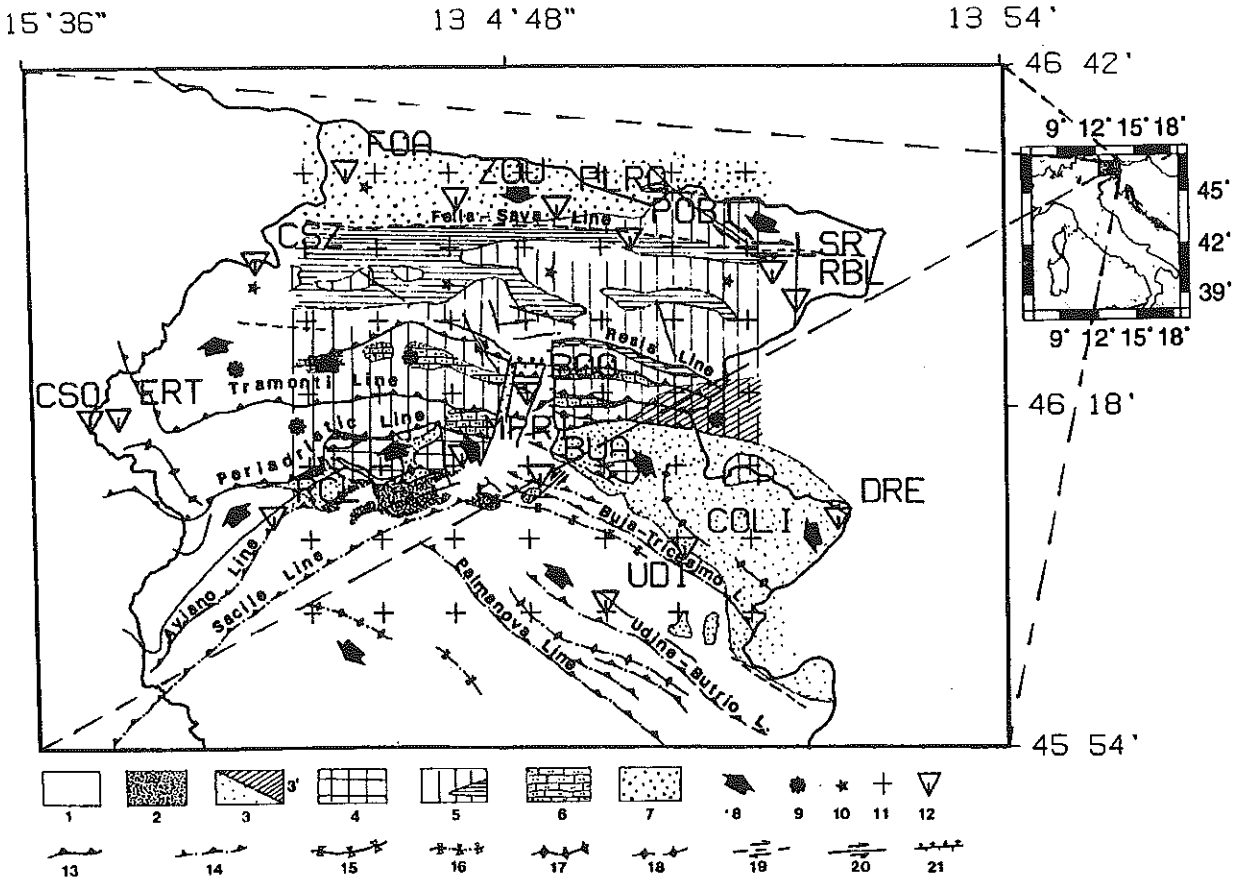 15'36" 13 4'48" 13 54'
46 42'
9° 12° 15° 18°
45°
42°
39°
9° 12° 15° 18°
FOA
ZOU
PLRO
Fella-Sava Line
CSZ
SR
RBL
Resia Line
CSO ERT
Tramonti Line
46 18'
Periadriatic Line
BUA
DRE
COLI
Buia-Tricesimo L.
UDI
Aviano Line
Sacile Line
Palmanova Line
Udine-Butrio L.
45 54'
3'
1 2 3 4 5 6 7 8 9 10 11 12
13 14 15 16 17 18 19 20 21